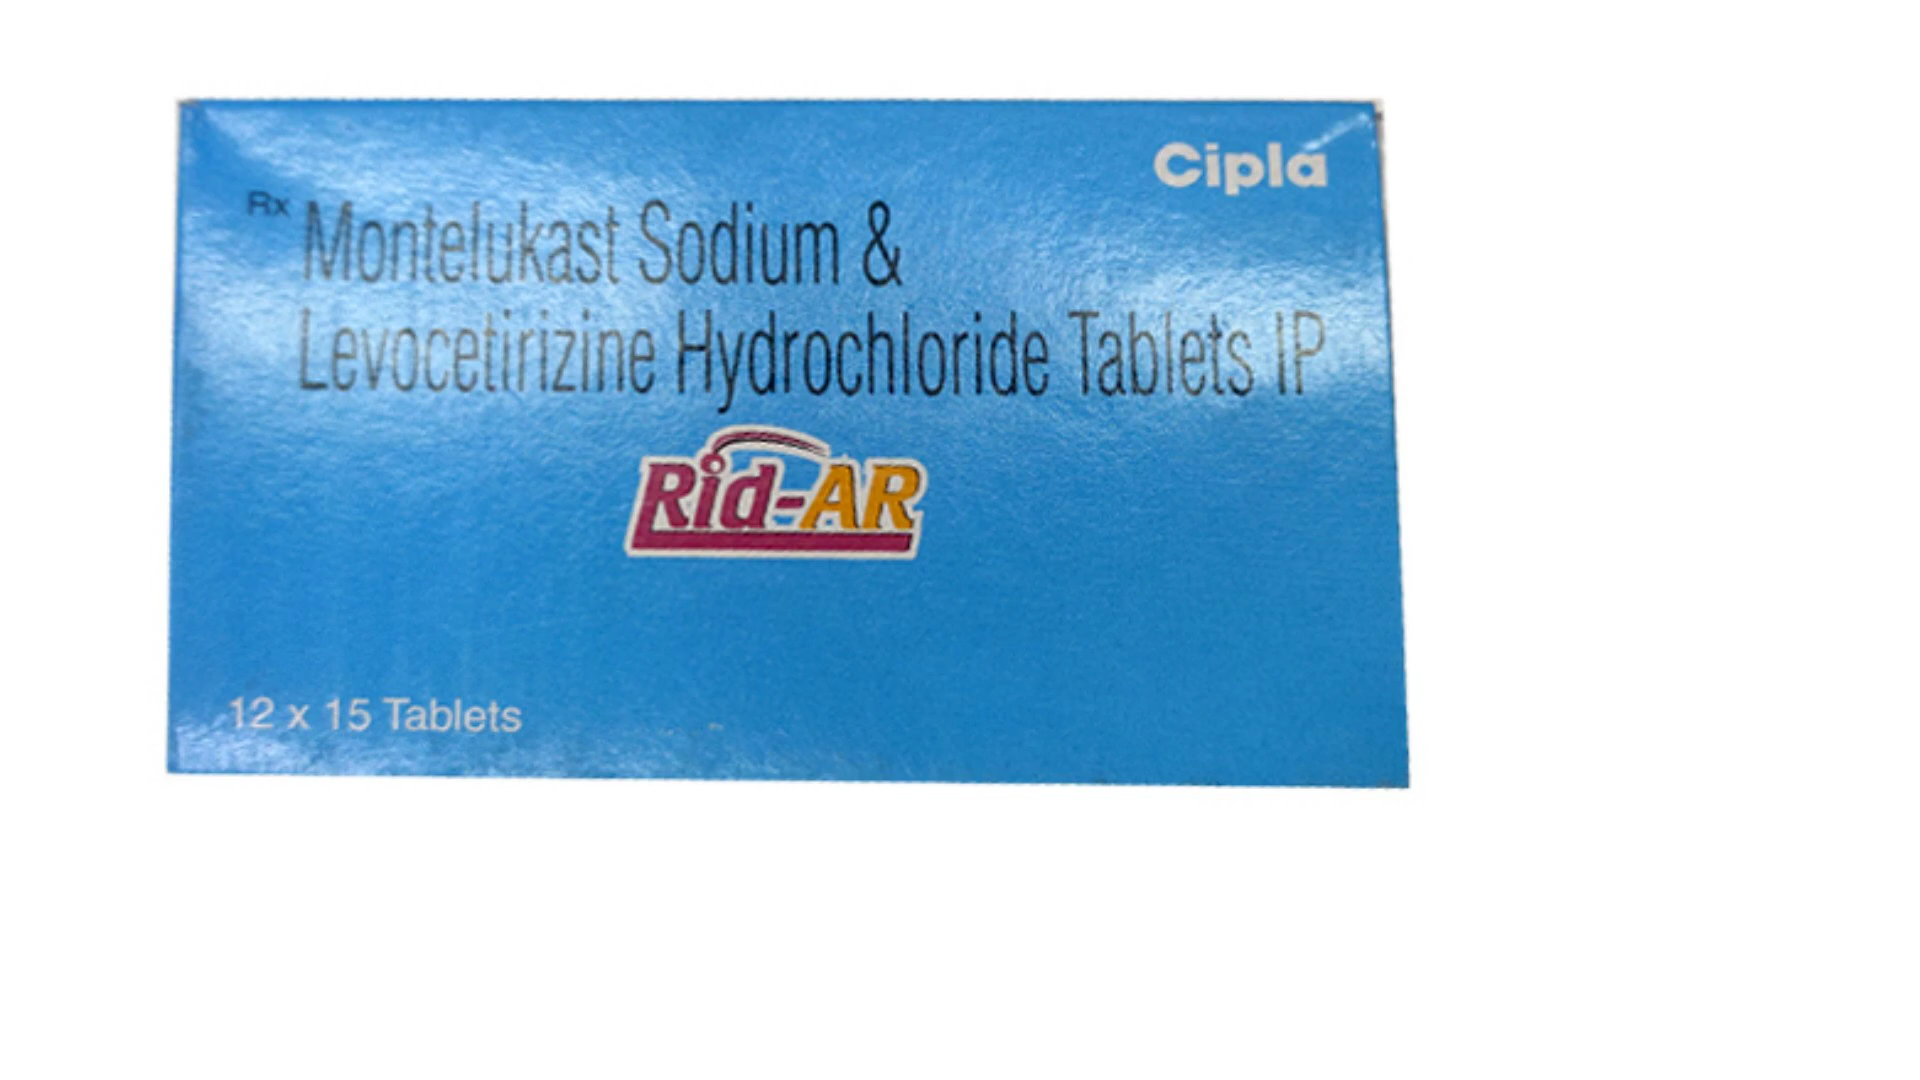 Cipla
Rx Montelukast Sodium &
Levocetirizine Hydrochloride Tablets IP
Rid-AR
12 x 15 Tablets